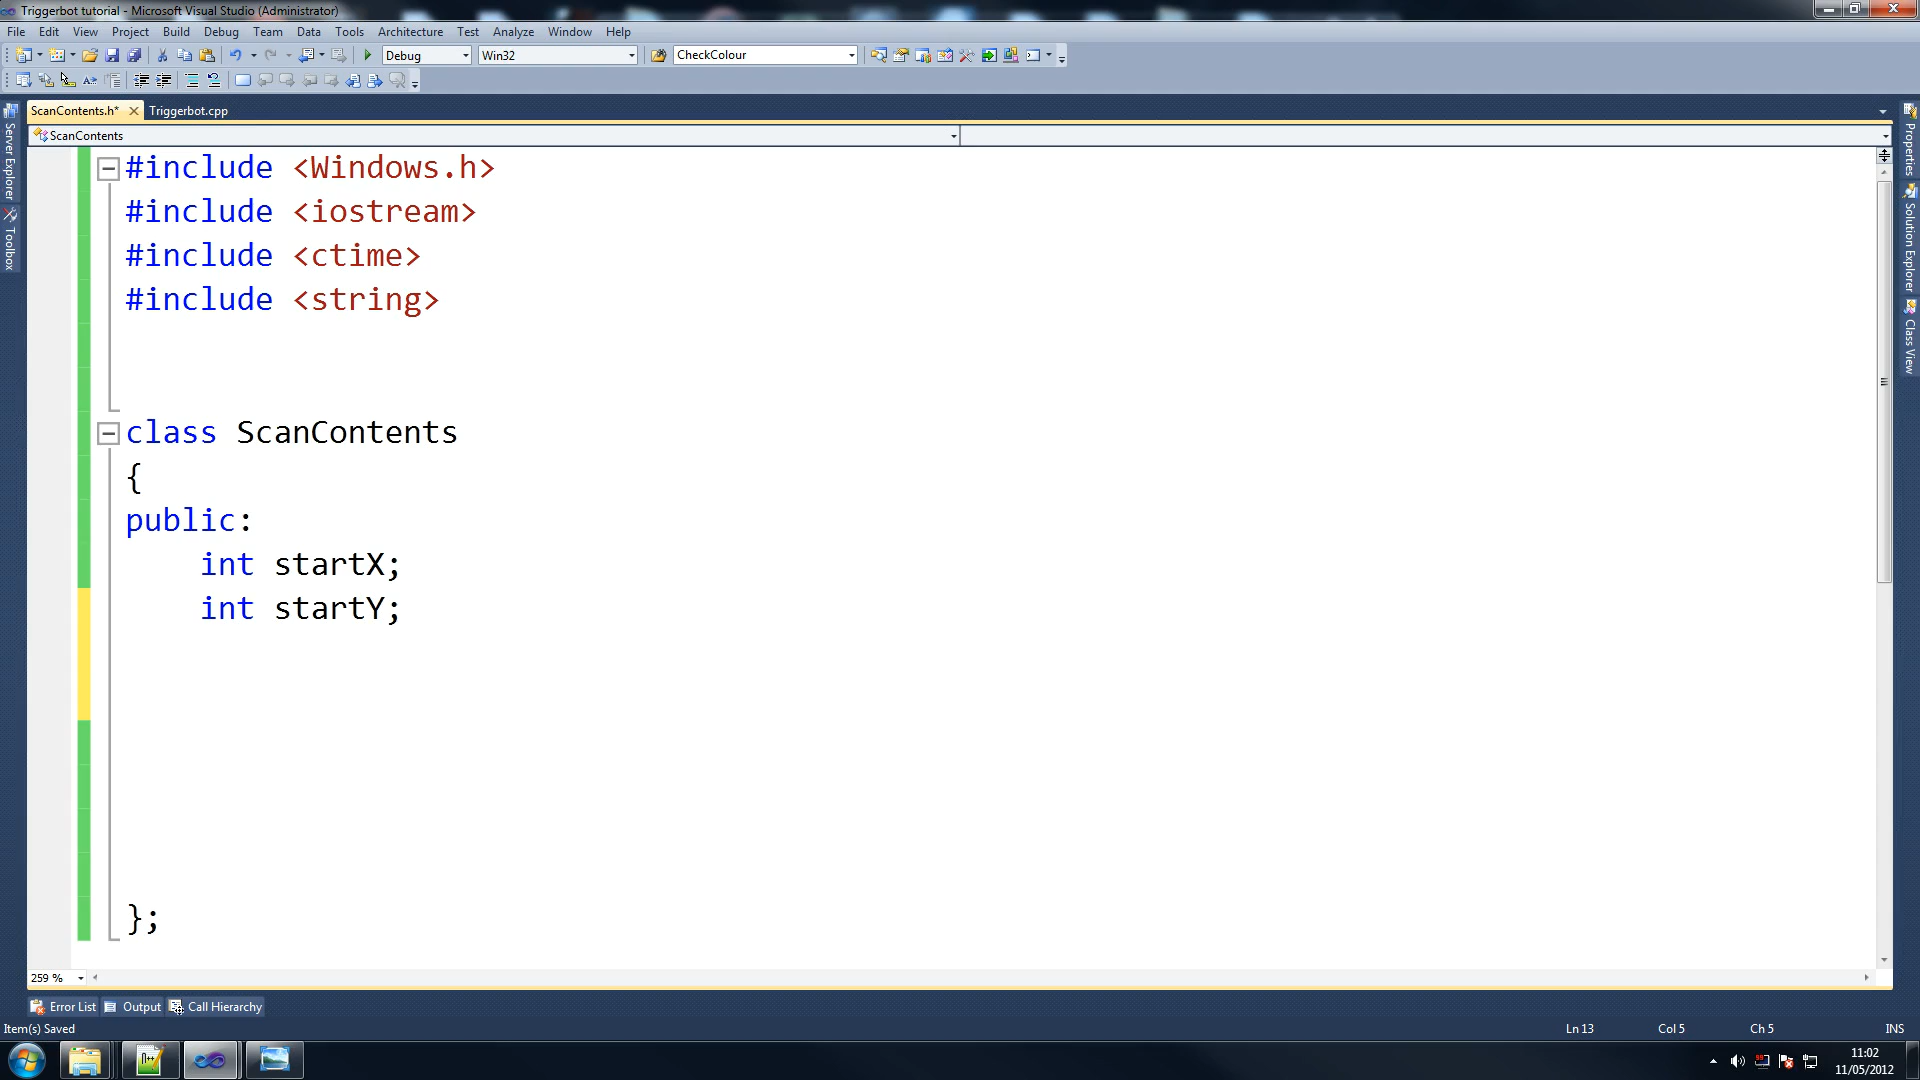 Triggerbot tutorial - Microsoft Visual Studio (Administrator)
File Edit View Project Build Debug Team Data Tools Architecture Test Analyze Window Help
Debug Win32 CheckColour
ScanContents.h* Triggerbot.cpp
ScanContents
Server Explorer
Toolbox
Properties
Solution Explorer
Class View
#include <Windows.h>
#include <iostream>
#include <ctime>
#include <string>
class ScanContents
{
public:
int startX;
int startY;
};
259 %
Error List Output Call Hierarchy
Item(s) Saved Ln 13 Col 5 Ch 5 INS
11:02
11/05/2012